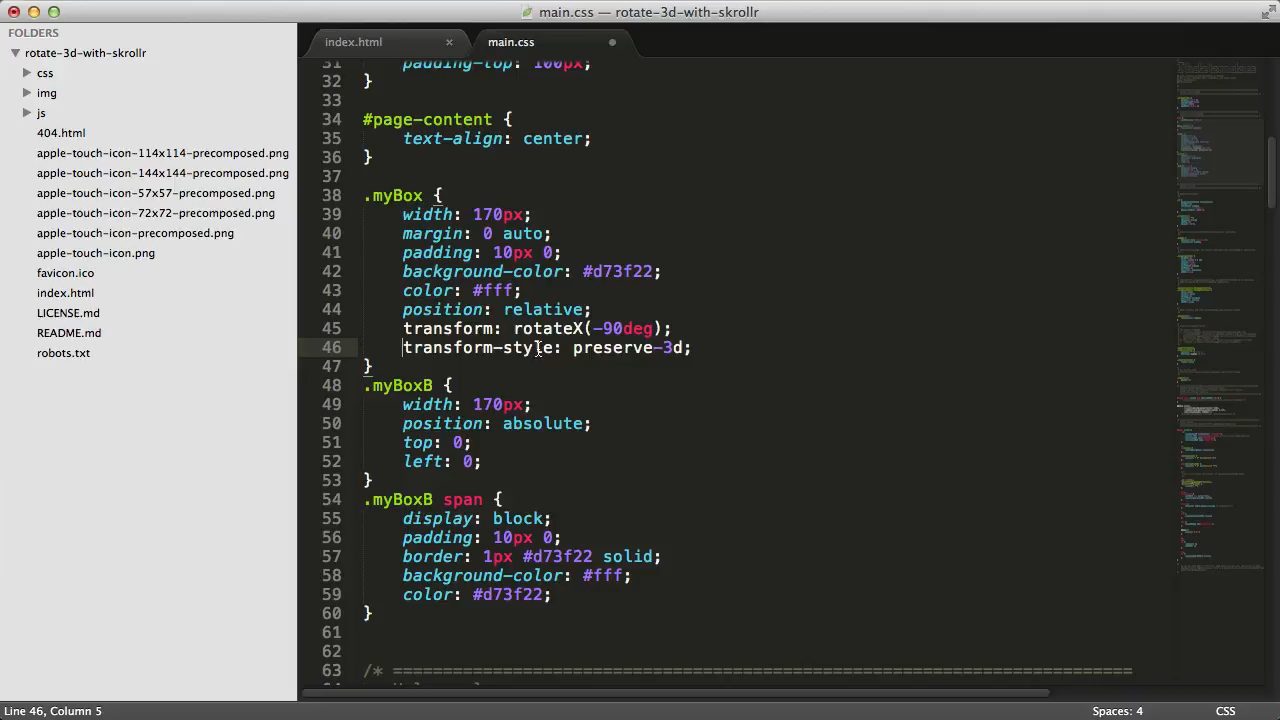 main.css — rotate-3d-with-skrollr
FOLDERS
rotate-3d-with-skrollr
css
img
js
404.html
apple-touch-icon-114x114-precomposed.png
apple-touch-icon-144x144-precomposed.png
apple-touch-icon-57x57-precomposed.png
apple-touch-icon-72x72-precomposed.png
apple-touch-icon-precomposed.png
apple-touch-icon.png
favicon.ico
index.html
LICENSE.md
README.md
robots.txt
index.html × main.css
31 padding-top: 100px;
32 }
33
34 #page-content {
35 text-align: center;
36 }
37
38 .myBox {
39 width: 170px;
40 margin: 0 auto;
41 padding: 10px 0;
42 background-color: #d73f22;
43 color: #fff;
44 position: relative;
45 transform: rotateX(-90deg);
46 transform-style: preserve-3d;
47 }
48 .myBoxB {
49 width: 170px;
50 position: absolute;
51 top: 0;
52 left: 0;
53 }
54 .myBoxB span {
55 display: block;
56 padding: 10px 0;
57 border: 1px #d73f22 solid;
58 background-color: #fff;
59 color: #d73f22;
60 }
61
62
63 /* ==========================================================================
Line 46, Column 5
Spaces: 4
CSS